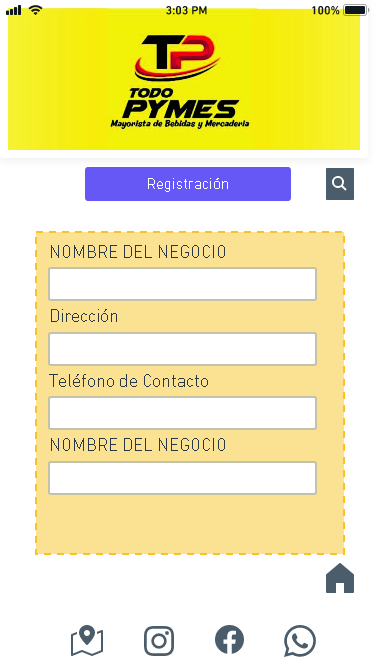 3:03 PM
100%
TP
TODO
PYMES
Mayorista de Bebidas y Mercaderia
Registración
NOMBRE DEL NEGOCIO
Dirección
Teléfono de Contacto
NOMBRE DEL NEGOCIO